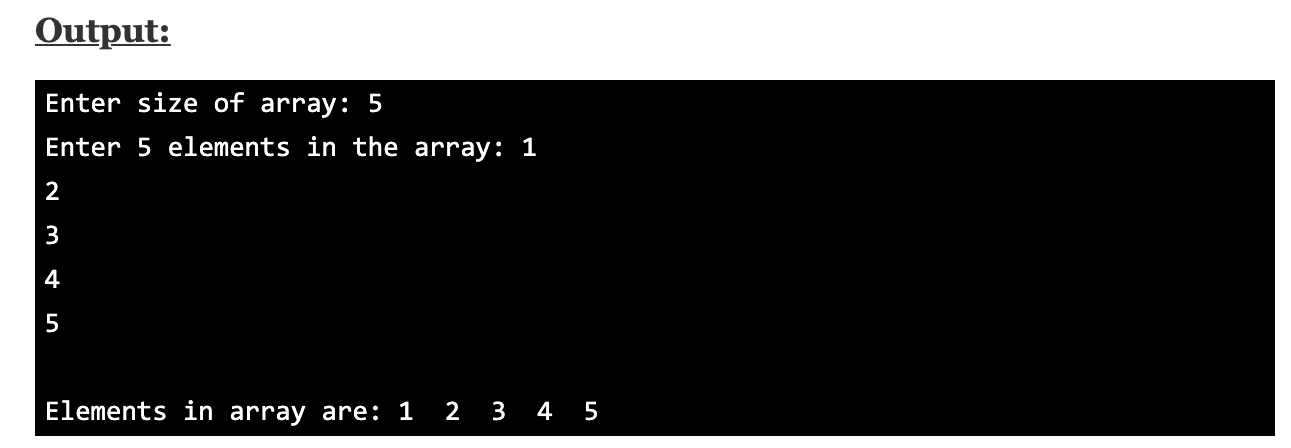 Output:
Enter size of array: 5
Enter 5 elements in the array: 1
2
3
4
5
Elements in array are: 1  2  3  4  5